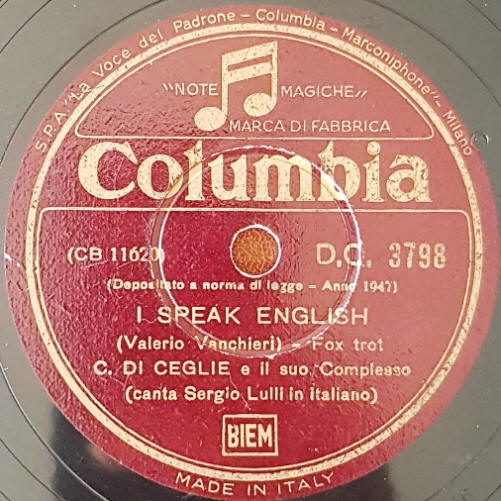 S.P.A. "La Voce del Padrone - Columbia - Marconiphone" - Milano
"NOTE MAGICHE"
MARCA DI FABBRICA
Columbia
(CB 11620) D.C. 3798
(Depositato a norma di legge - Anno 1947)
I SPEAK ENGLISH
(Valerio Vanchieri) - Fox trot
C. DI CEGLIE e il suo Complesso
(canta Sergio Lulli in italiano)
BIEM
MADE IN ITALY